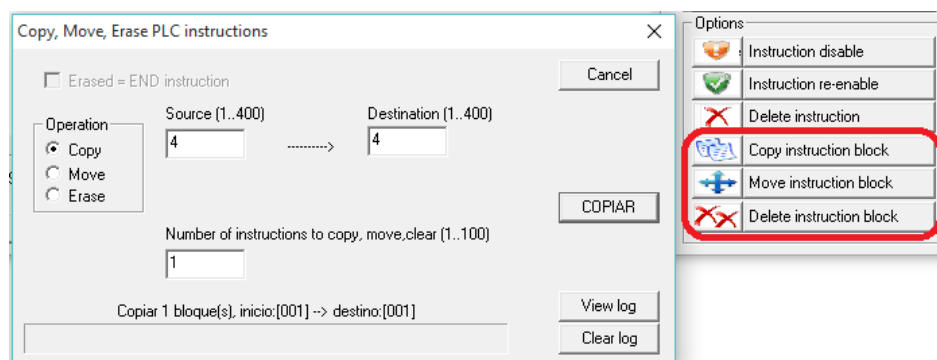 Copy, Move, Erase PLC instructions
Erased = END instruction
Cancel
Operation
Copy
Move
Erase
Source (1..400)
4
--------->
Destination (1..400)
4
COPIAR
Number of instructions to copy, move,clear (1..100)
1
Copiar 1 bloque(s), inicio:[001] --> destino:[001]
View log
Clear log
Options
Instruction disable
Instruction re-enable
Delete instruction
Copy instruction block
Move instruction block
Delete instruction block